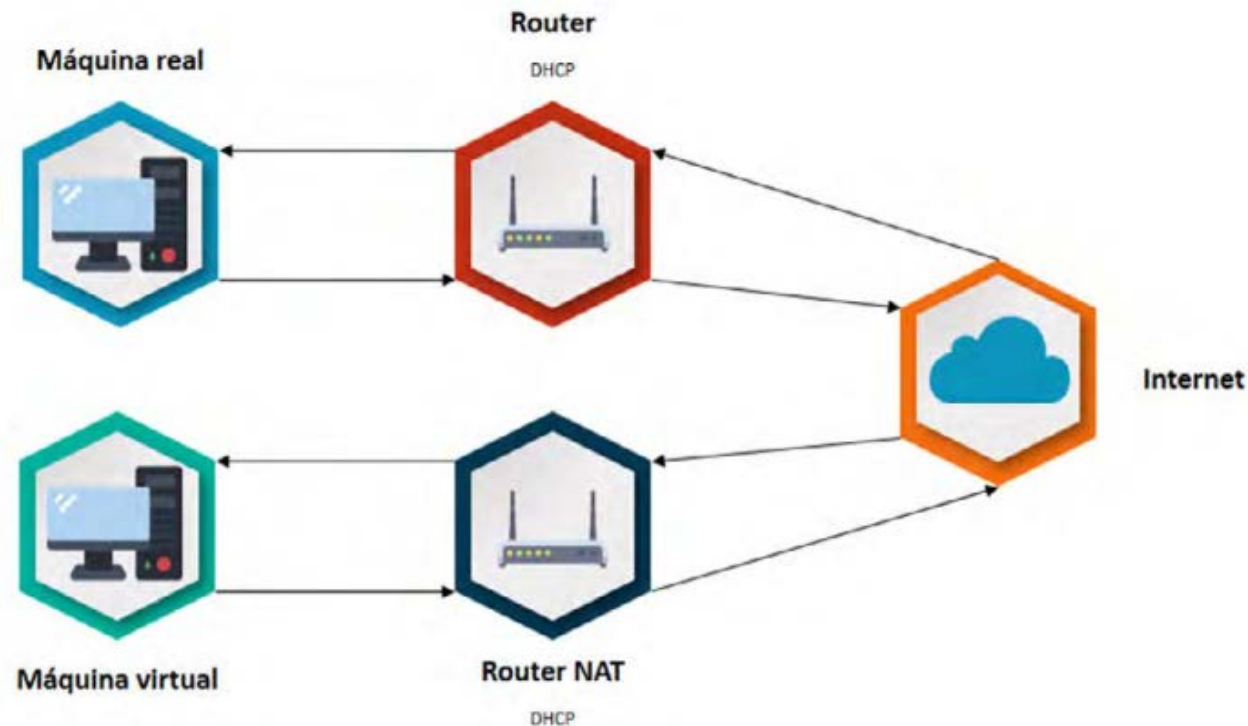 Router
DHCP
Máquina real
Internet
Máquina virtual
Router NAT
DHCP